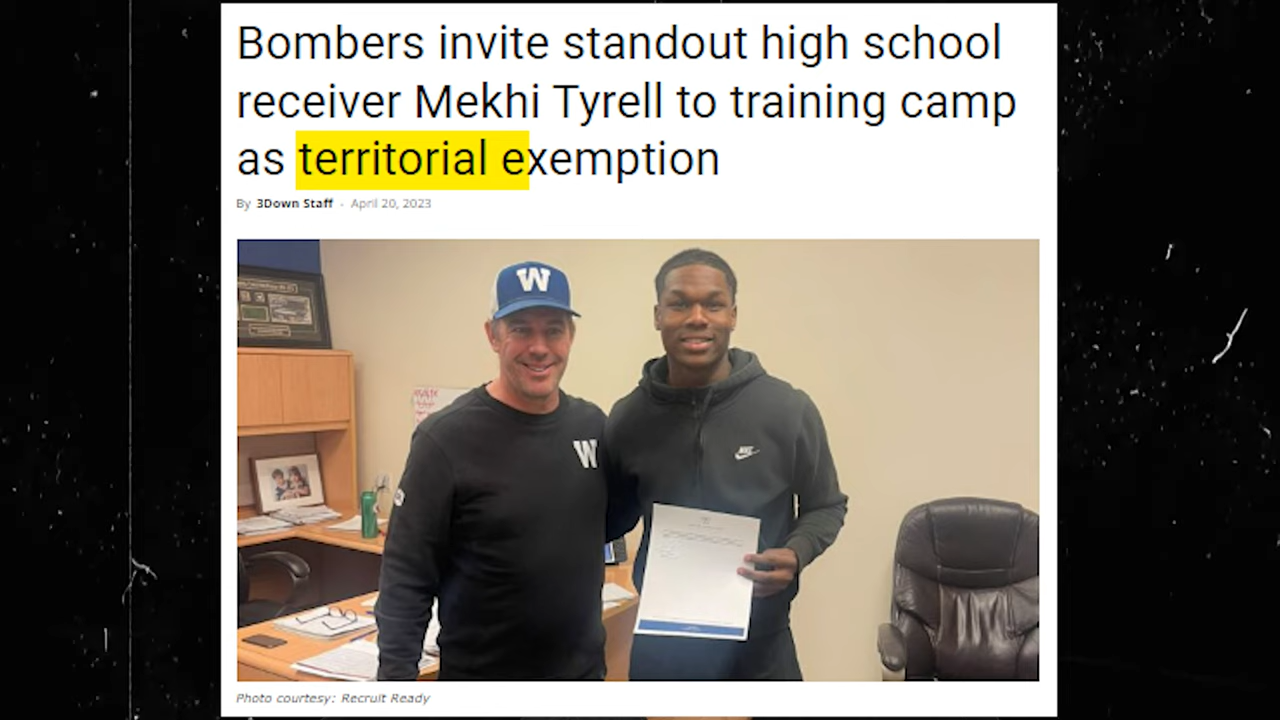 Bombers invite standout high school
receiver Mekhi Tyrell to training camp
as territorial exemption
By 3Down Staff - April 20, 2023
W
W
Photo courtesy: Recruit Ready